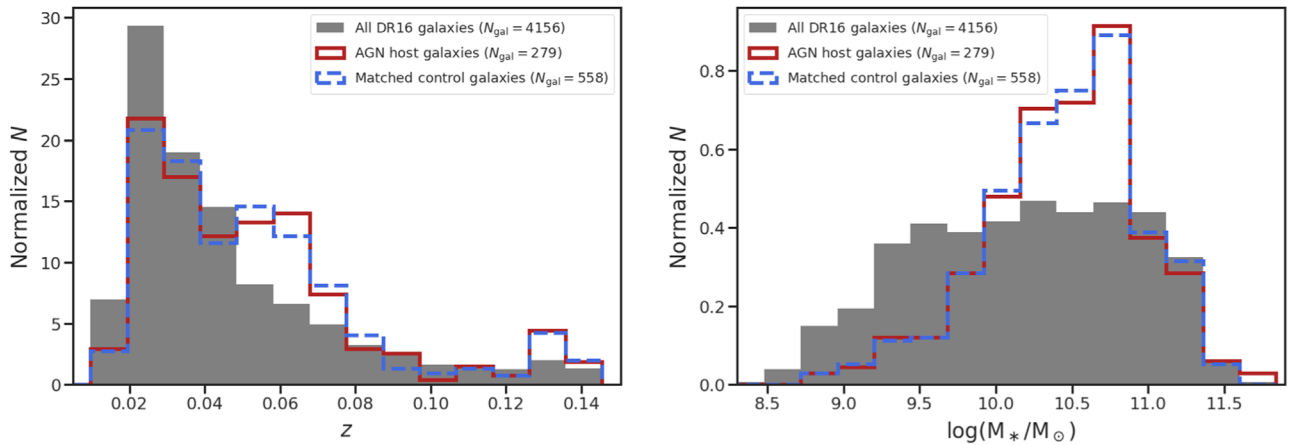 All DR16 galaxies (N_gal = 4156)
AGN host galaxies (N_gal = 279)
Matched control galaxies (N_gal = 558)
Normalized N
30
25
20
15
10
5
0
0.02 0.04 0.06 0.08 0.10 0.12 0.14
z
All DR16 galaxies (N_gal = 4156)
AGN host galaxies (N_gal = 279)
Matched control galaxies (N_gal = 558)
Normalized N
0.8
0.6
0.4
0.2
0.0
8.5 9.0 9.5 10.0 10.5 11.0 11.5
log(M_*/M_⊙)